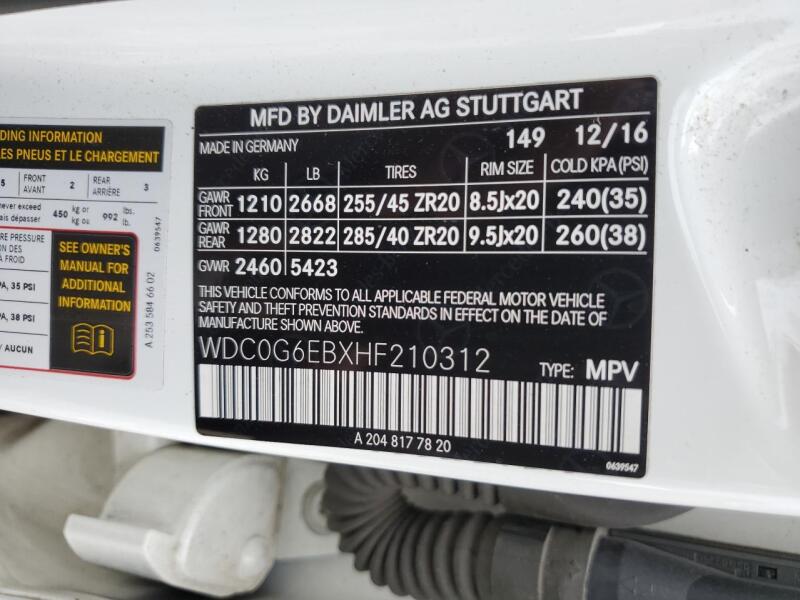 DING INFORMATION
LES PNEUS ET LE CHARGEMENT
5 FRONT AVANT 2 REAR ARRIÈRE 3
never exceed
ais dépasser 450 kg or kg ou 992 lbs. lb.
RE PRESSURE
ION DES
À FROID
PA, 35 PSI
PA, 38 PSI
/ AUCUN
SEE OWNER'S
MANUAL FOR
ADDITIONAL
INFORMATION
0639547
A 253 584 66 02
MFD BY DAIMLER AG STUTTGART
MADE IN GERMANY 149 12/16
KG LB TIRES RIM SIZE COLD KPA(PSI)
GAWR FRONT 1210 2668 255/45 ZR20 8.5Jx20 240(35)
GAWR REAR 1280 2822 285/40 ZR20 9.5Jx20 260(38)
GVWR 2460 5423
THIS VEHICLE CONFORMS TO ALL APPLICABLE FEDERAL MOTOR VEHICLE
SAFETY AND THEFT PREVENTION STANDARDS IN EFFECT ON THE DATE OF
MANUFACTURE SHOWN ABOVE.
WDC0G6EBXHF210312
TYPE: MPV
A 204 817 78 20
0639547